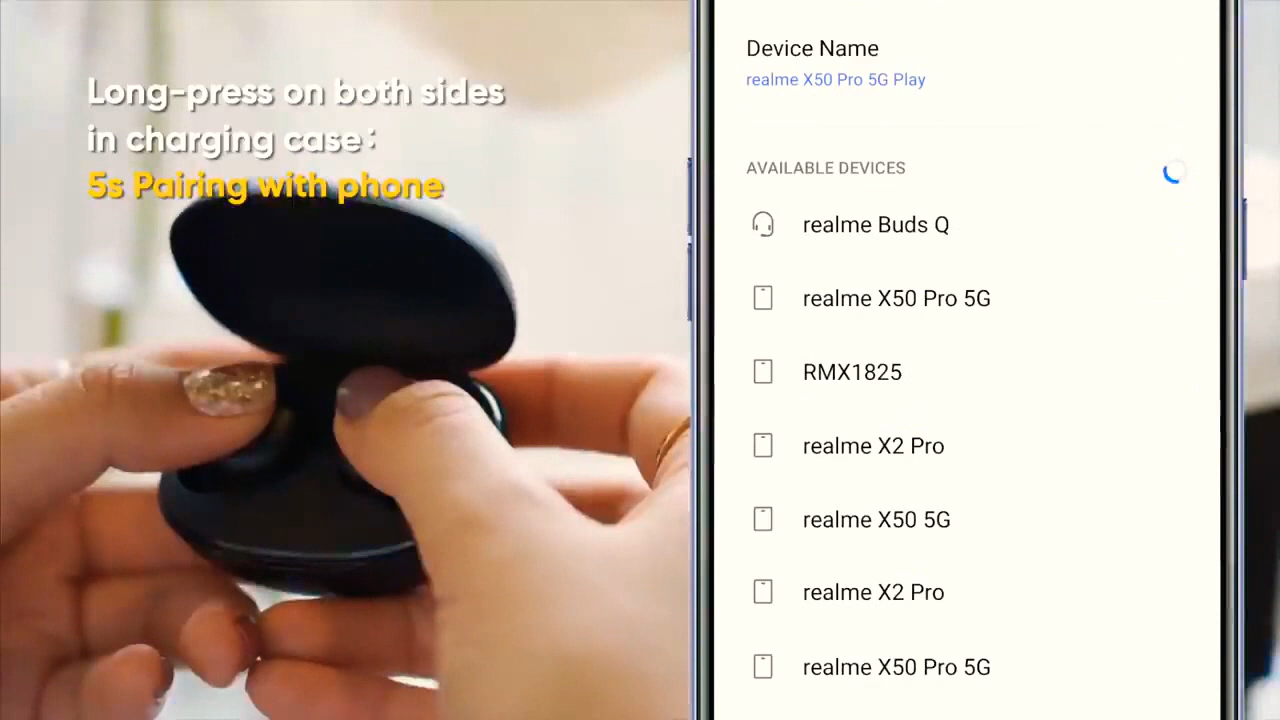 Long-press on both sides
in charging case:
5s Pairing with phone
Device Name
realme X50 Pro 5G Play
AVAILABLE DEVICES
realme Buds Q
realme X50 Pro 5G
RMX1825
realme X2 Pro
realme X50 5G
realme X2 Pro
realme X50 Pro 5G